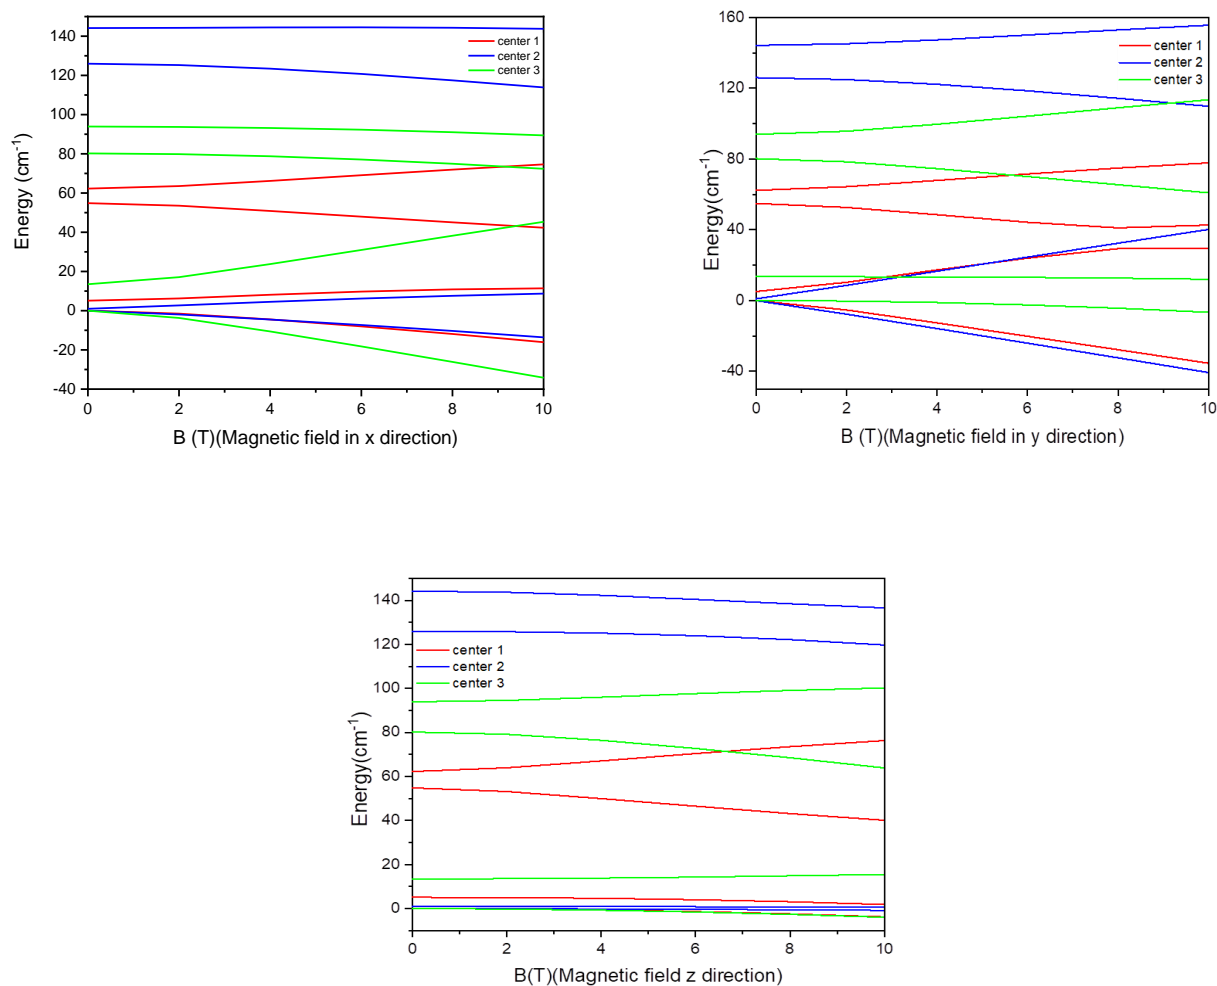 140
120
100
80
60
40
20
0
-20
-40
Energy (cm-1)
center 1
center 2
center 3
0 2 4 6 8 10
B (T)(Magnetic field in x direction)
160
120
80
40
0
-40
Energy(cm-1)
center 1
center 2
center 3
0 2 4 6 8 10
B (T)(Magnetic field in y direction)
140
120
100
80
60
40
20
0
Energy(cm-1)
center 1
center 2
center 3
0 2 4 6 8 10
B(T)(Magnetic field z direction)